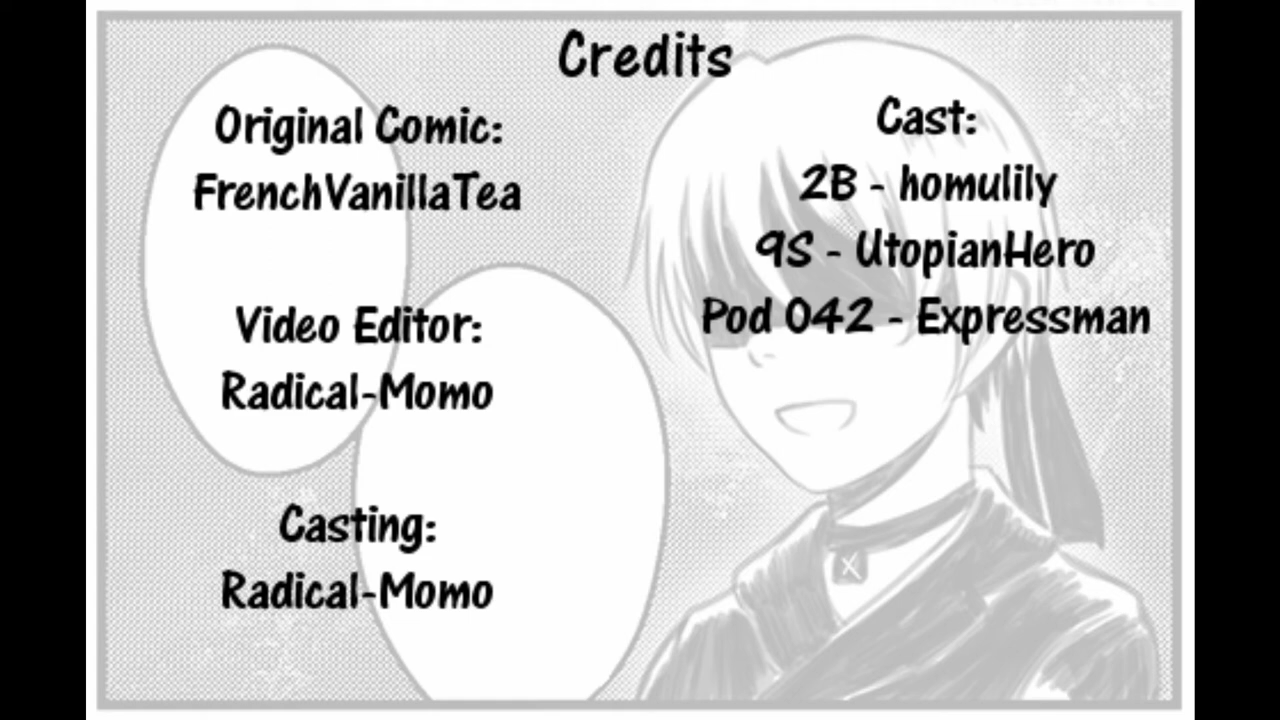 Credits
Original Comic:
FrenchVanillaTea
Video Editor:
Radical-Momo
Casting:
Radical-Momo
Cast:
2B - homulily
9S - UtopianHero
Pod 042 - Expressman